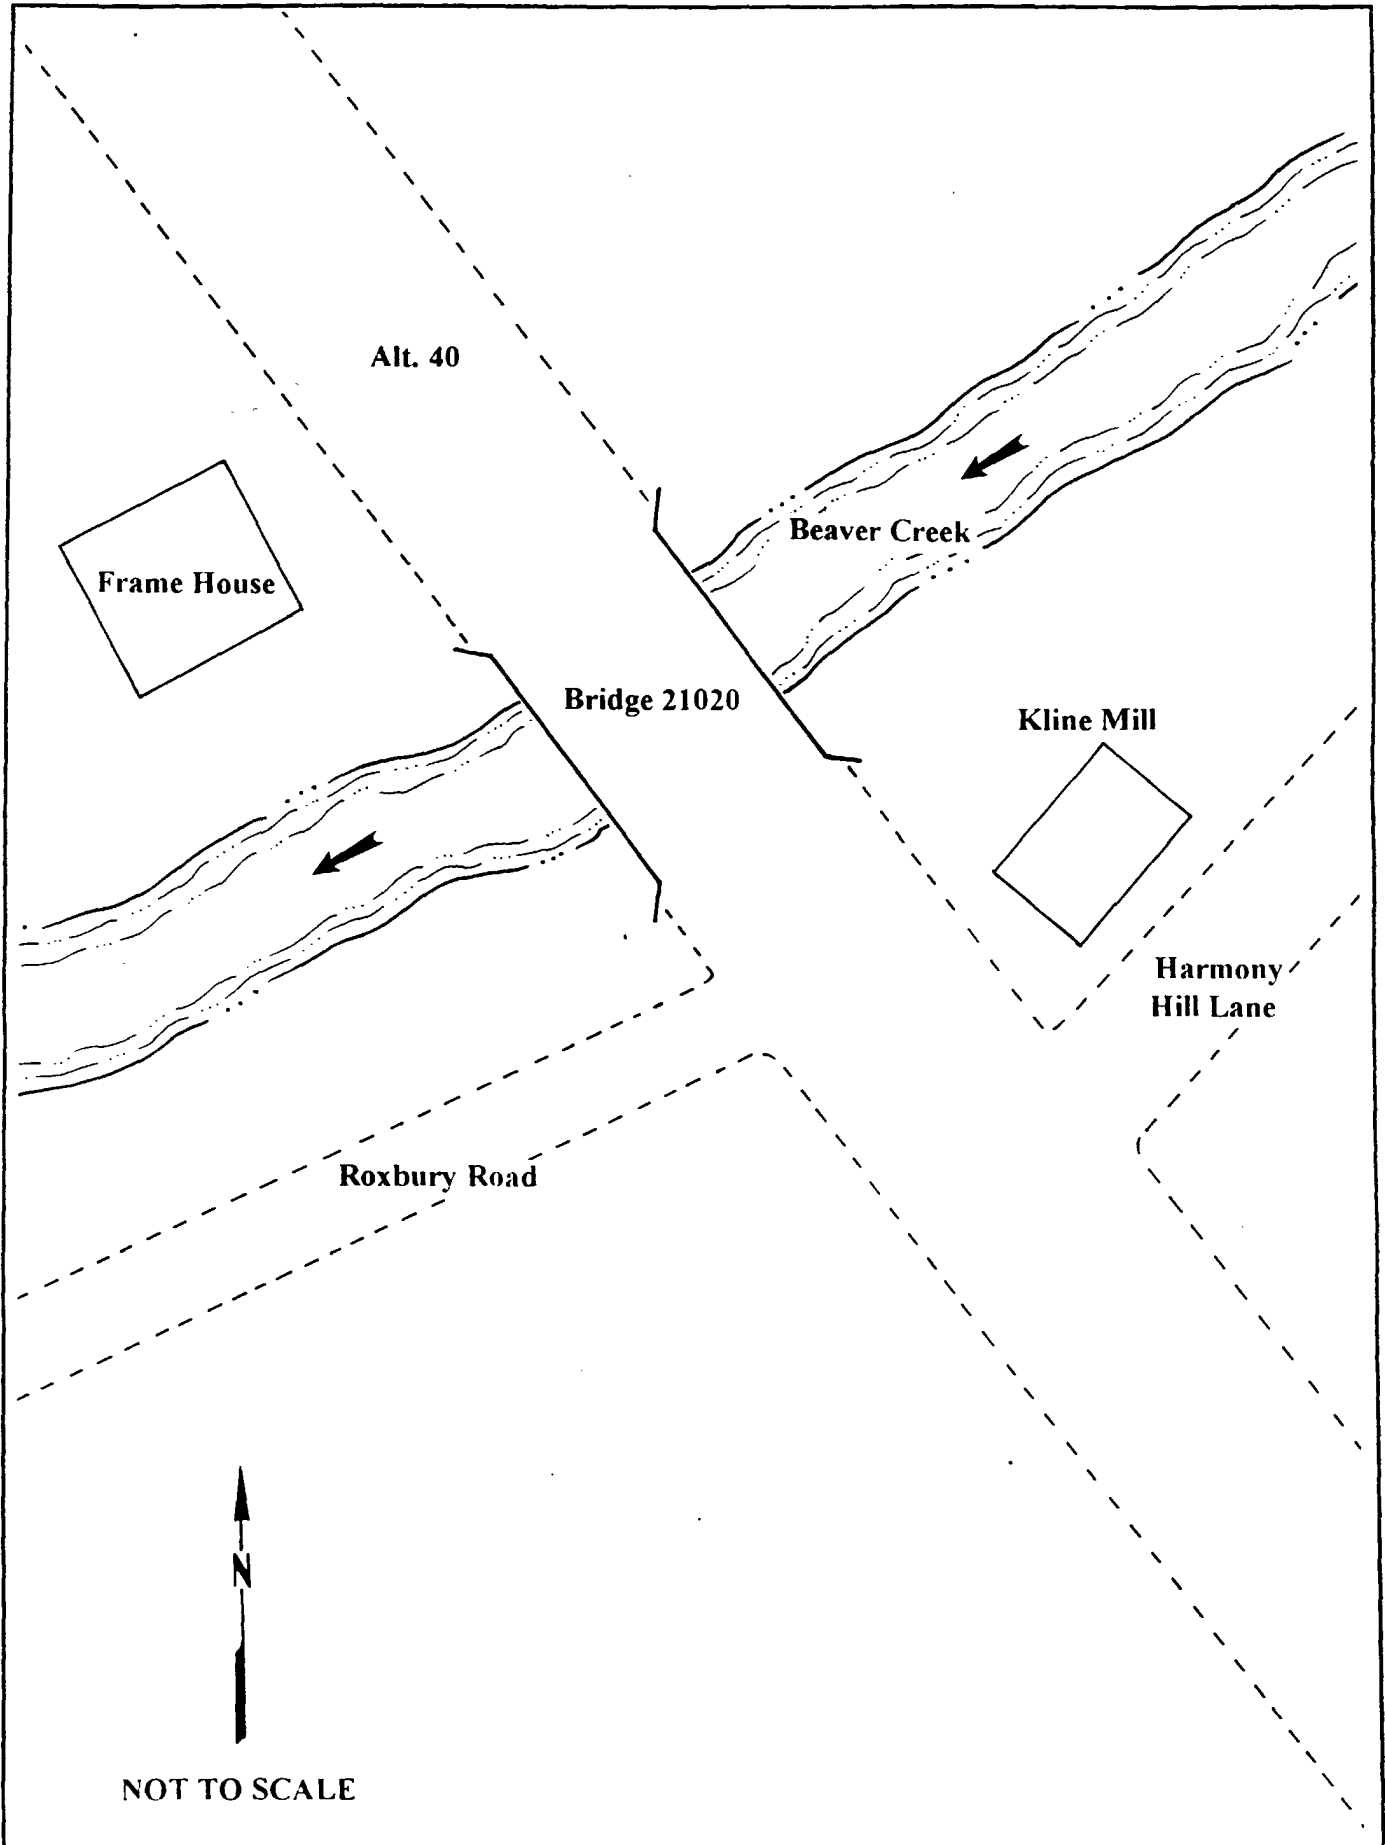 Alt. 40
Beaver Creek
Frame House
Bridge 21020
Kline Mill
Harmony
Hill Lane
Roxbury Road
N
NOT TO SCALE